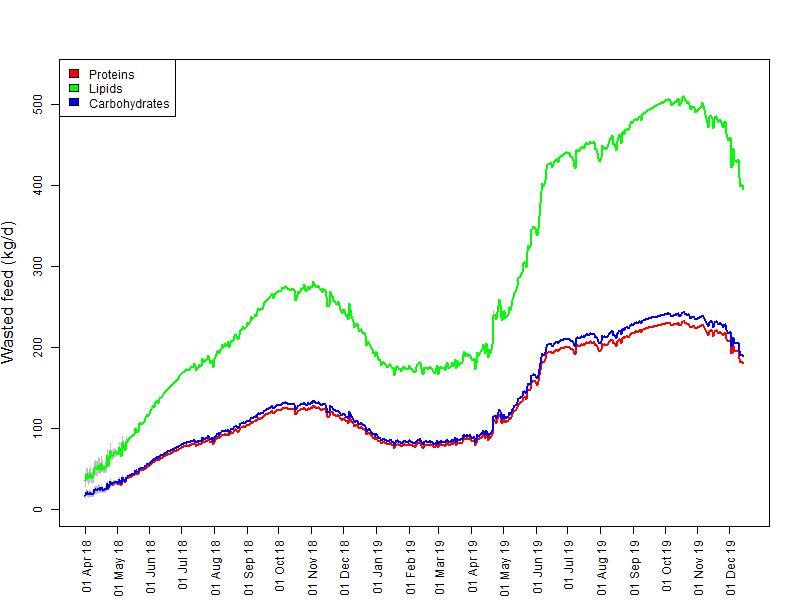 Proteins
Lipids
Carbohydrates
Wasted feed (kg/d)
500
400
300
200
100
0
01 Apr 18
01 May 18
01 Jun 18
01 Jul 18
01 Aug 18
01 Sep 18
01 Oct 18
01 Nov 18
01 Dec 18
01 Jan 19
01 Feb 19
01 Mar 19
01 Apr 19
01 May 19
01 Jun 19
01 Jul 19
01 Aug 19
01 Sep 19
01 Oct 19
01 Nov 19
01 Dec 19